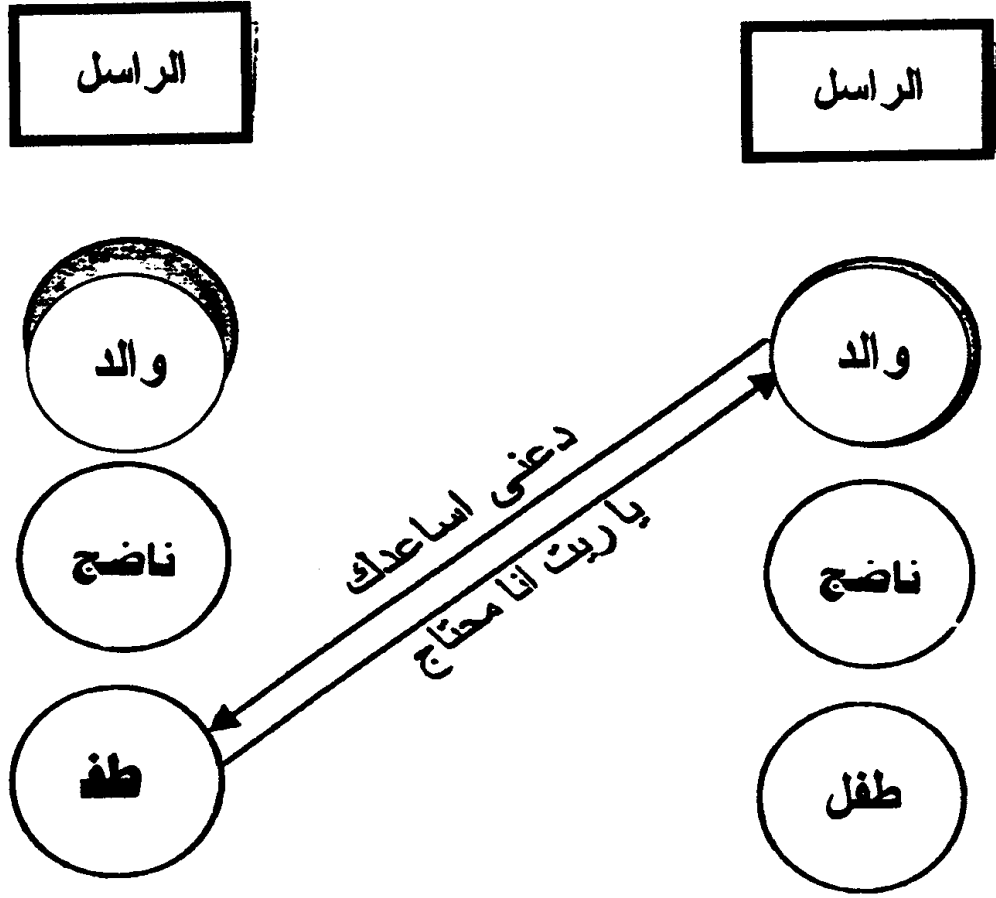 الراسل
الراسل
والد
والد
دعنى اساعدك
ياريت انا محتاج
ناضج
ناضج
طفل
طف